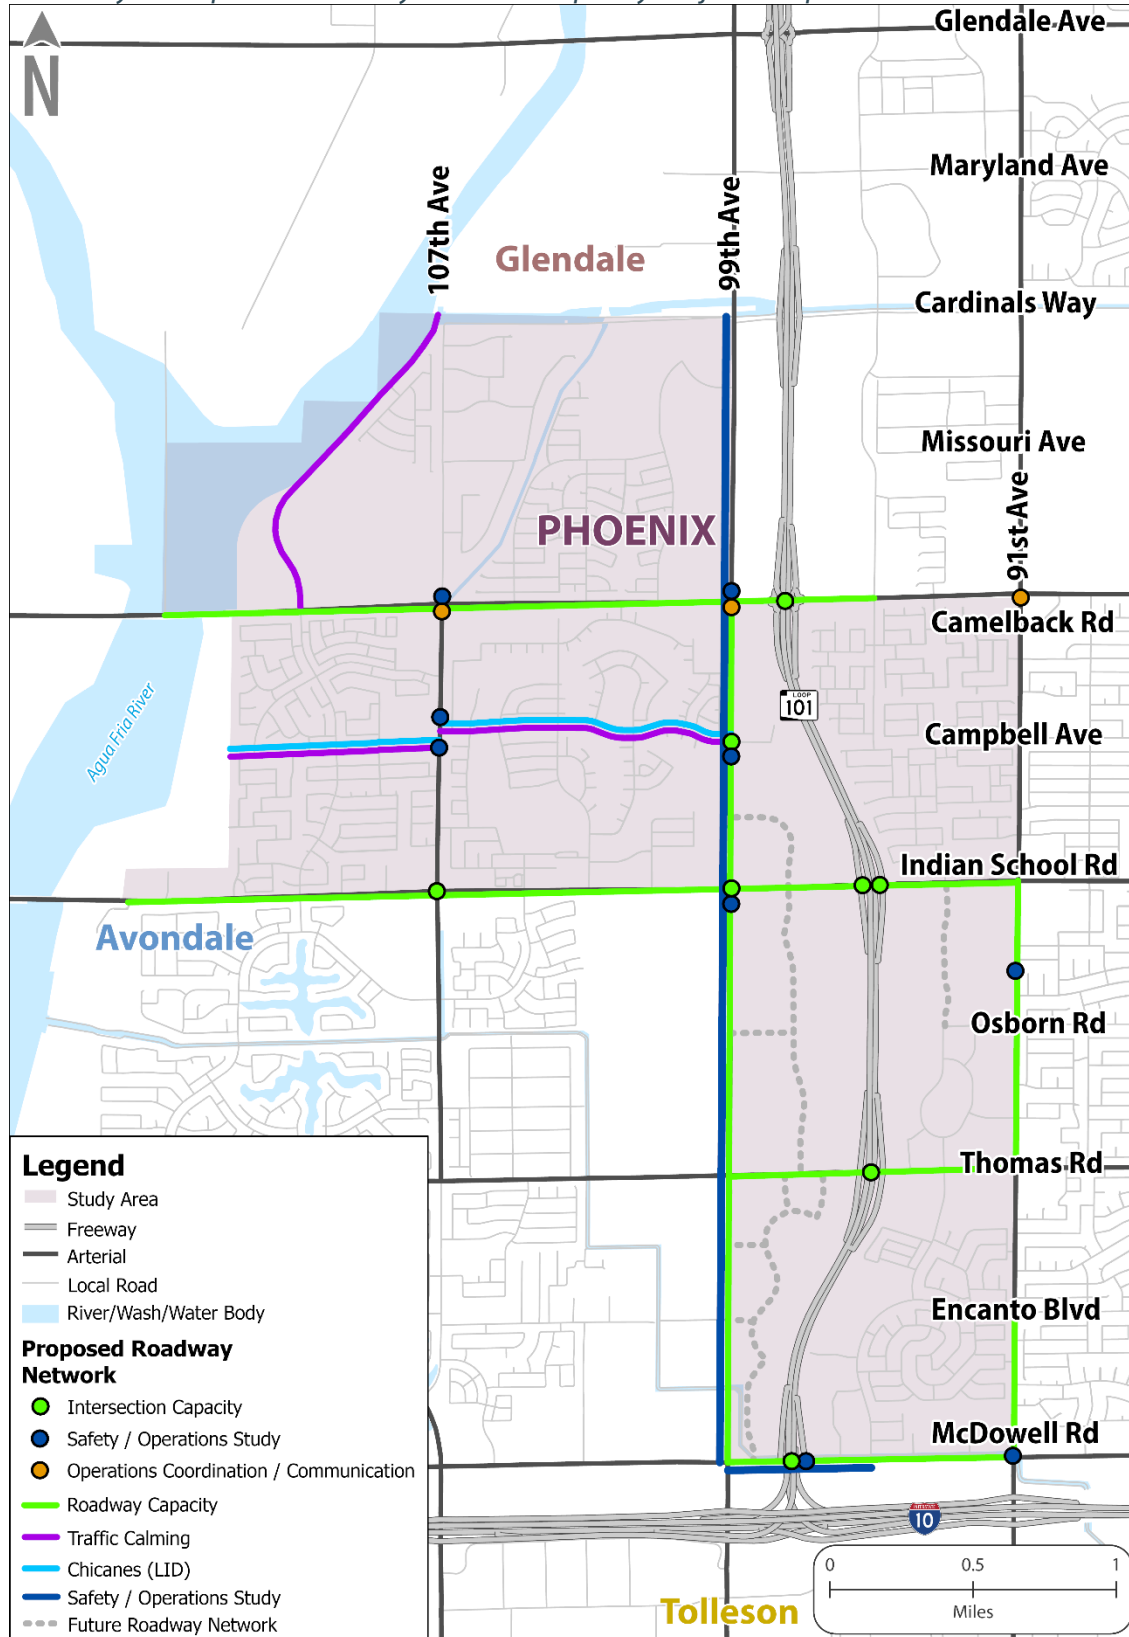 Glendale Ave
N
Maryland Ave
107th Ave
99th Ave
Glendale
Cardinals Way
Missouri Ave
91st Ave
PHOENIX
Camelback Rd
LOOP
101
Agua Fria River
Campbell Ave
Indian School Rd
Avondale
Osborn Rd
Thomas Rd
Encanto Blvd
McDowell Rd
10
Tolleson
Legend
Study Area
Freeway
Arterial
Local Road
River/Wash/Water Body
Proposed Roadway
Network
Intersection Capacity
Safety / Operations Study
Operations Coordination / Communication
Roadway Capacity
Traffic Calming
Chicanes (LID)
Safety / Operations Study
Future Roadway Network
0 0.5 1
Miles